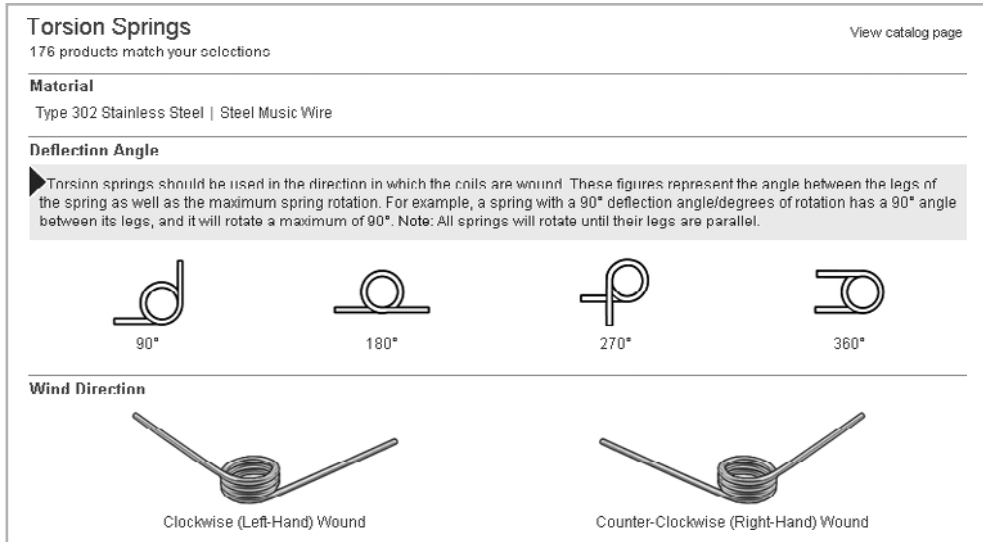 Torsion Springs
View catalog page
176 products match your selections
Material
Type 302 Stainless Steel | Steel Music Wire
Deflection Angle
Torsion springs should be used in the direction in which the coils are wound. These figures represent the angle between the legs of
the spring as well as the maximum spring rotation. For example, a spring with a 90° deflection angle/degrees of rotation has a 90° angle
between its legs, and it will rotate a maximum of 90°. Note: All springs will rotate until their legs are parallel.
90°
180°
270°
360°
Wind Direction
Clockwise (Left-Hand) Wound
Counter-Clockwise (Right-Hand) Wound